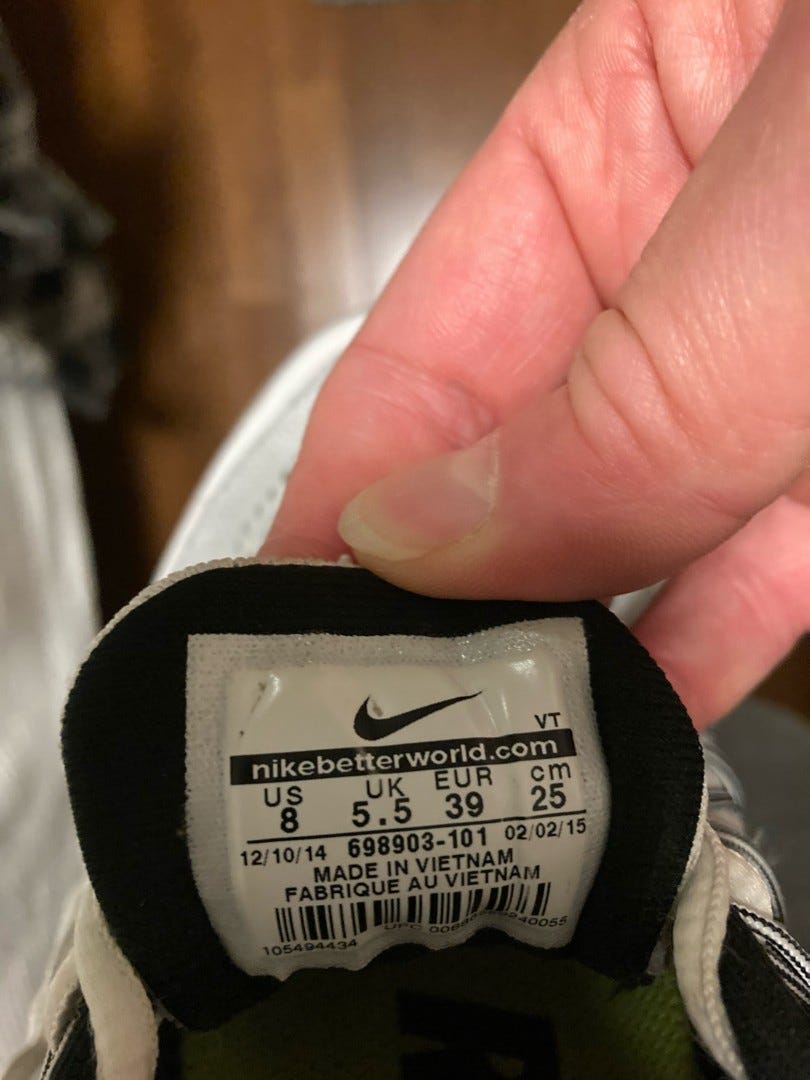 VT
nikebetterworld.com
US UK EUR cm
8 5.5 39 25
12/10/14 698903-101 02/02/15
MADE IN VIETNAM
FABRIQUE AU VIETNAM
105494434 UPC